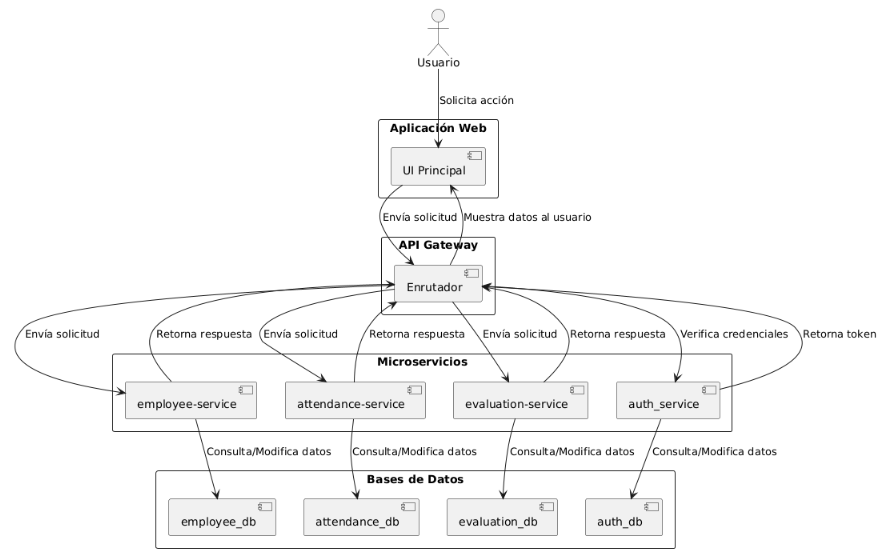 Usuario
Solicita acción
Aplicación Web
UI Principal
Envía solicitud
Muestra datos al usuario
API Gateway
Enrutador
Envía solicitud
Retorna respuesta
Envía solicitud
Retorna respuesta
Envía solicitud
Retorna respuesta
Verifica credenciales
Retorna token
Microservicios
employee-service
attendance-service
evaluation-service
auth_service
Consulta/Modifica datos
Consulta/Modifica datos
Consulta/Modifica datos
Consulta/Modifica datos
Bases de Datos
employee_db
attendance_db
evaluation_db
auth_db